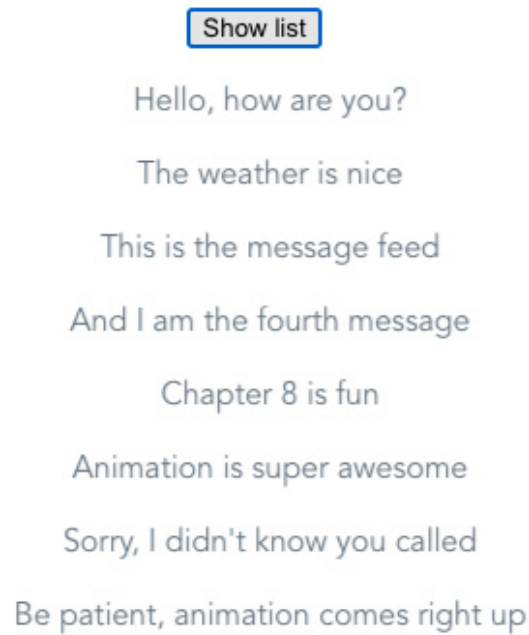 Show list
Hello, how are you?
The weather is nice
This is the message feed
And I am the fourth message
Chapter 8 is fun
Animation is super awesome
Sorry, I didn't know you called
Be patient, animation comes right up